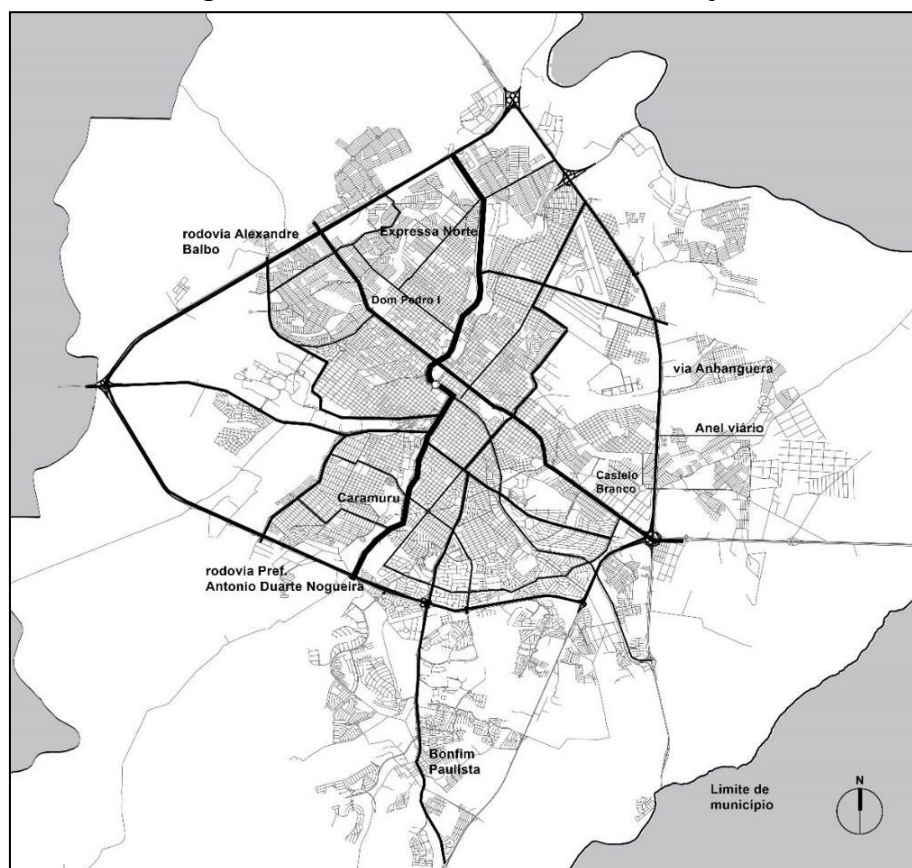 rodovia Alexandre
Balbo
Expressa Norte
Dom Pedro I
via Anhanguera
Anel viário
Castelo
Branco
Caramuru
rodovia Pref.
Antonio Duarte Nogueira
Bonfim
Paulista
Limite de
município
N